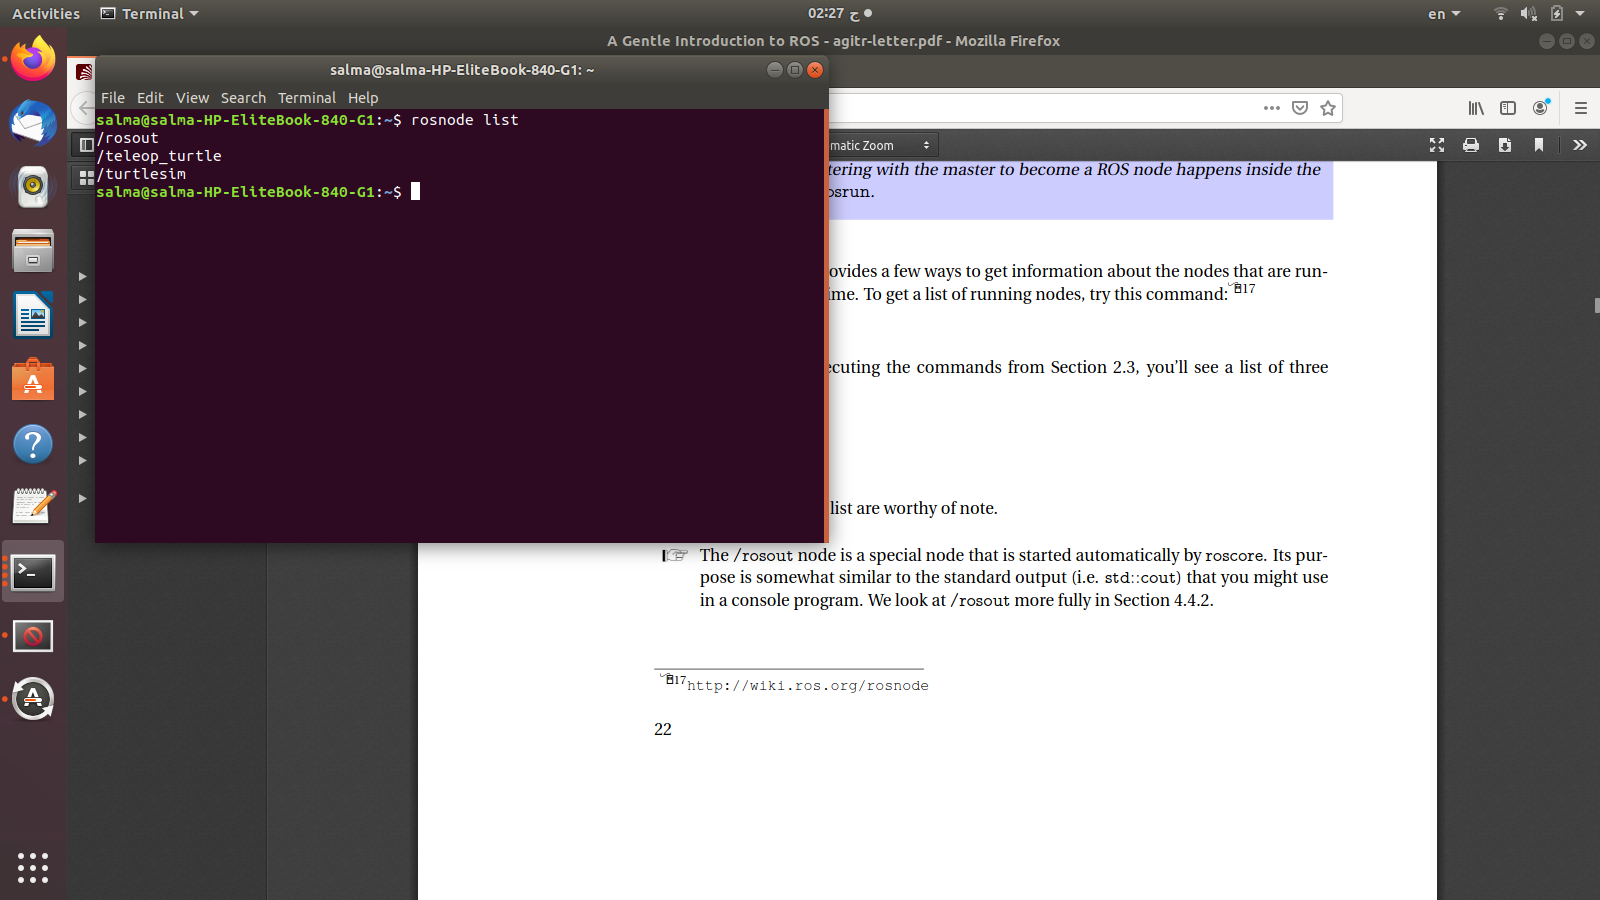 Activities
Terminal
02:27 ح
en
A Gentle Introduction to ROS - agitr-letter.pdf - Mozilla Firefox
salma@salma-HP-EliteBook-840-G1: ~
File Edit View Search Terminal Help
salma@salma-HP-EliteBook-840-G1:~$ rosnode list
/rosout
/teleop_turtle
/turtlesim
salma@salma-HP-EliteBook-840-G1:~$
matic Zoom
tering with the master to become a ROS node happens inside the
osrun.
ovides a few ways to get information about the nodes that are run-
ime. To get a list of running nodes, try this command:17
ecuting the commands from Section 2.3, you'll see a list of three
list are worthy of note.
The /rosout node is a special node that is started automatically by roscore. Its pur-
pose is somewhat similar to the standard output (i.e. std::cout) that you might use
in a console program. We look at /rosout more fully in Section 4.4.2.
17http://wiki.ros.org/rosnode
22